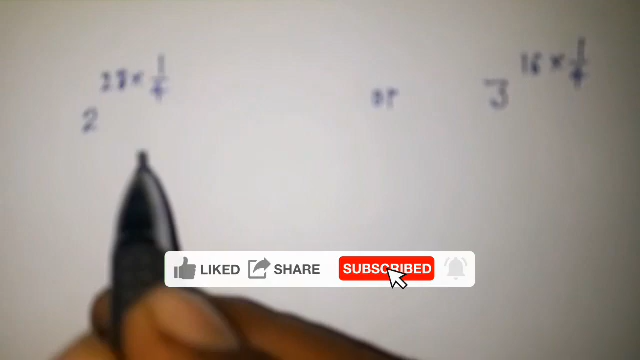 2^28 × 1/4 or 3^16 × 1/4
LIKED SHARE SUBSCRIBED